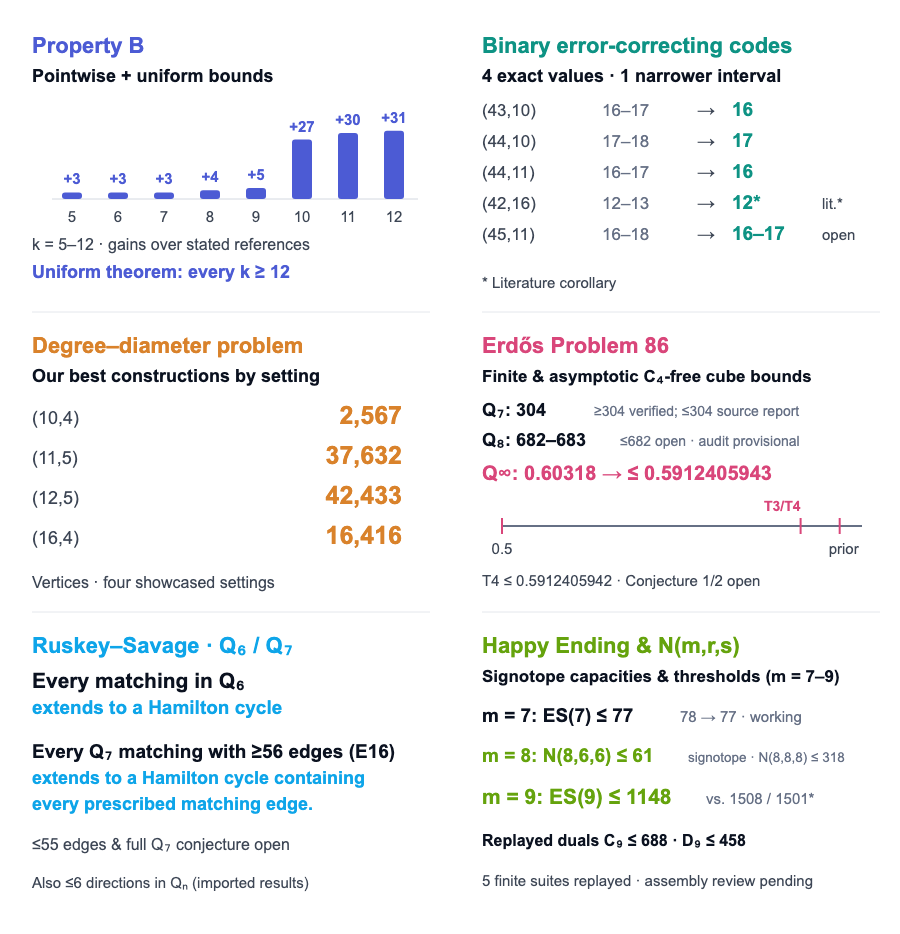 Property B
Pointwise + uniform bounds
+3 +3 +3 +4 +5 +27 +30 +31
5 6 7 8 9 10 11 12
k = 5–12 · gains over stated references
Uniform theorem: every k ≥ 12
Binary error-correcting codes
4 exact values · 1 narrower interval
(43,10) 16–17 → 16
(44,10) 17–18 → 17
(44,11) 16–17 → 16
(42,16) 12–13 → 12* lit.*
(45,11) 16–18 → 16–17 open
* Literature corollary
Degree–diameter problem
Our best constructions by setting
(10,4) 2,567
(11,5) 37,632
(12,5) 42,433
(16,4) 16,416
Vertices · four showcased settings
Erdős Problem 86
Finite & asymptotic C₄-free cube bounds
Q₇: 304 ≥304 verified; ≤304 source report
Q₈: 682–683 ≤682 open · audit provisional
Q∞: 0.60318 → ≤ 0.5912405943
T3/T4
0.5 prior
T4 ≤ 0.5912405942 · Conjecture 1/2 open
Ruskey–Savage · Q₆ / Q₇
Every matching in Q₆
extends to a Hamilton cycle
Every Q₇ matching with ≥56 edges (E16)
extends to a Hamilton cycle containing
every prescribed matching edge.
≤55 edges & full Q₇ conjecture open
Also ≤6 directions in Qₙ (imported results)
Happy Ending & N(m,r,s)
Signotope capacities & thresholds (m = 7–9)
m = 7: ES(7) ≤ 77 78 → 77 · working
m = 8: N(8,6,6) ≤ 61 signotope · N(8,8,8) ≤ 318
m = 9: ES(9) ≤ 1148 vs. 1508 / 1501*
Replayed duals C₉ ≤ 688 · D₉ ≤ 458
5 finite suites replayed · assembly review pending